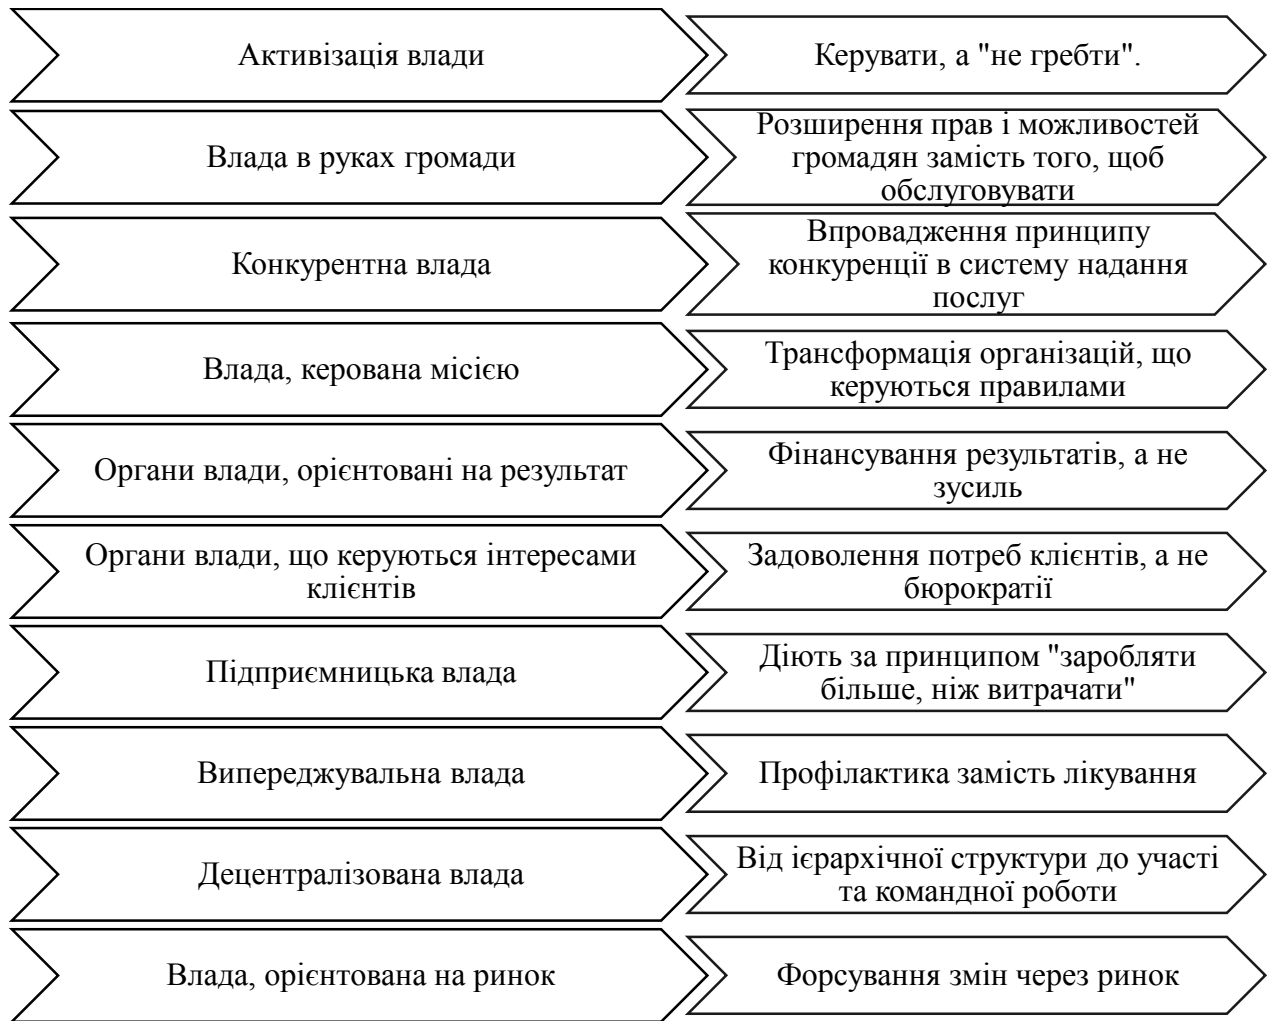 Активізація влади
Керувати, а "не гребти".
Влада в руках громади
Розширення прав і можливостей
громадян замість того, щоб
обслуговувати
Конкурентна влада
Впровадження принципу
конкуренції в систему надання
послуг
Влада, керована місією
Трансформація організацій, що
керуються правилами
Органи влади, орієнтовані на результат
Фінансування результатів, а не
зусиль
Органи влади, що керуються інтересами
клієнтів
Задоволення потреб клієнтів, а не
бюрократії
Підприємницька влада
Діють за принципом "заробляти
більше, ніж витрачати"
Випереджувальна влада
Профілактика замість лікування
Децентралізована влада
Від ієрархічної структури до участі
та командної роботи
Влада, орієнтована на ринок
Форсування змін через ринок